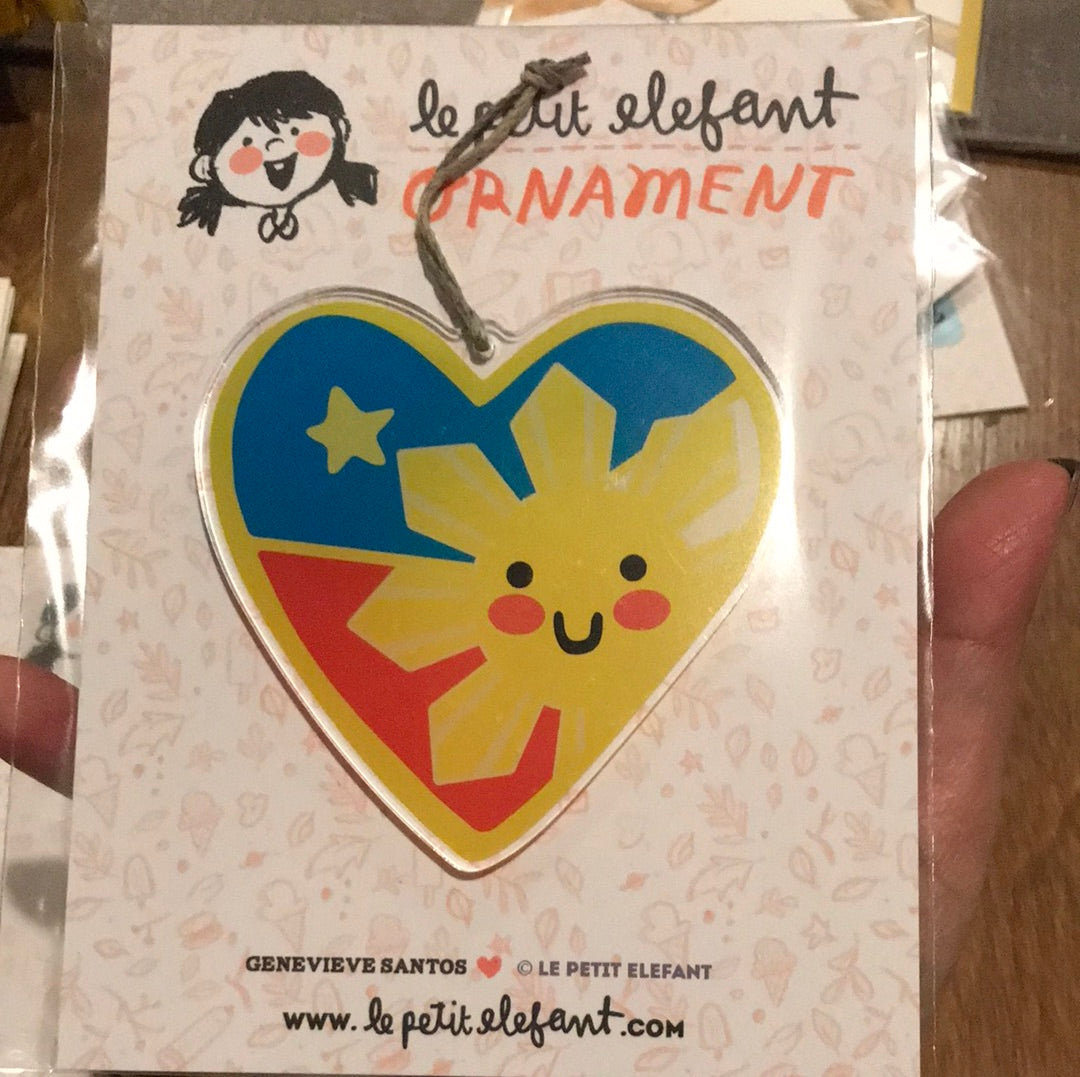 le petit elefant
ORNAMENT
GENEVIEVE SANTOS ❤ © LE PETIT ELEFANT
www.lepetitelefant.com